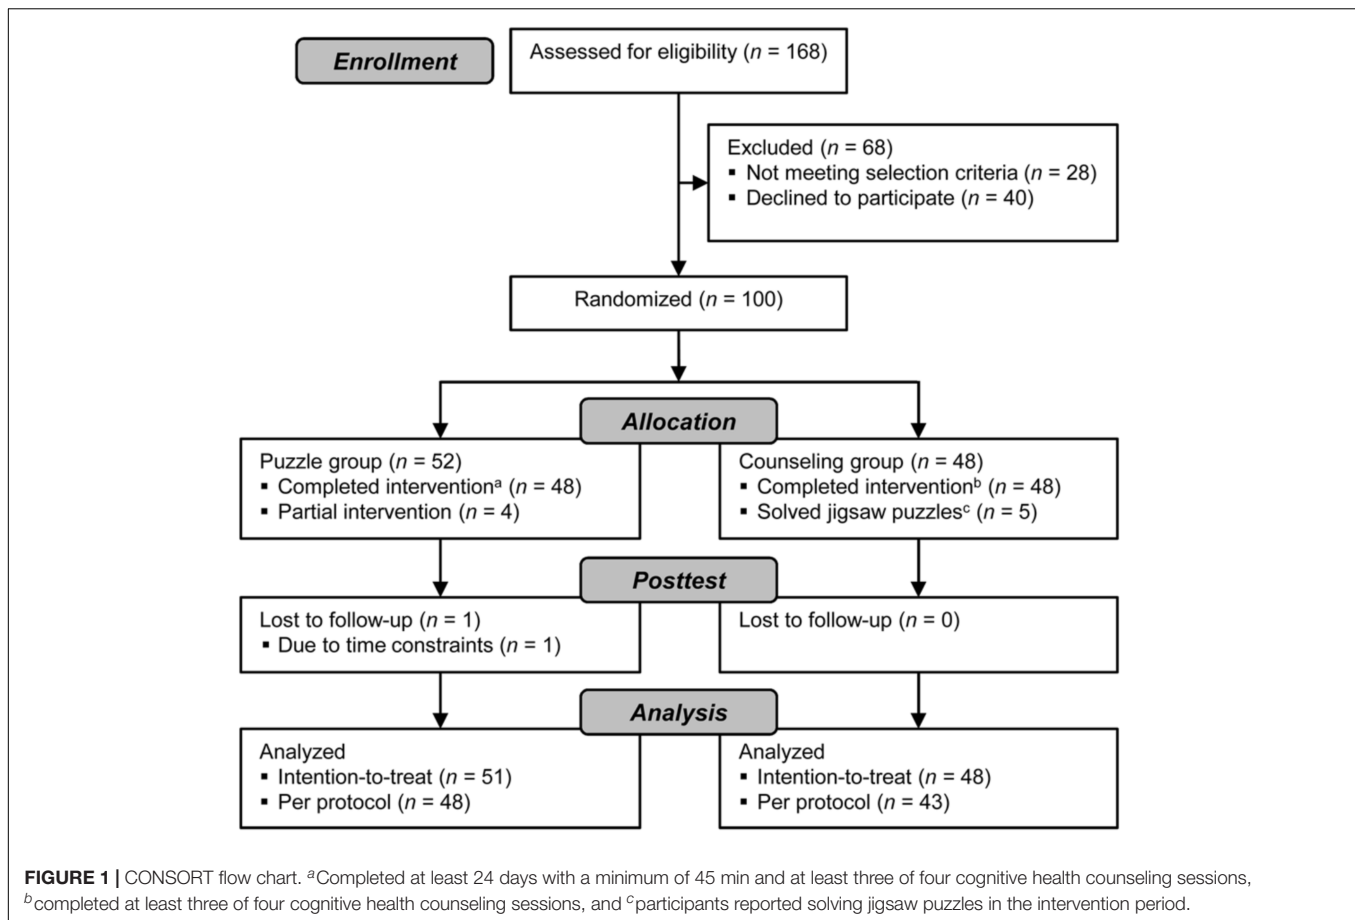 Enrollment
Assessed for eligibility (n = 168)
Excluded (n = 68)
▪ Not meeting selection criteria (n = 28)
▪ Declined to participate (n = 40)
Randomized (n = 100)
Allocation
Puzzle group (n = 52)
▪ Completed interventionᵃ (n = 48)
▪ Partial intervention (n = 4)
Counseling group (n = 48)
▪ Completed interventionᵇ (n = 48)
▪ Solved jigsaw puzzlesᶜ (n = 5)
Posttest
Lost to follow-up (n = 1)
▪ Due to time constraints (n = 1)
Lost to follow-up (n = 0)
Analysis
Analyzed
▪ Intention-to-treat (n = 51)
▪ Per protocol (n = 48)
Analyzed
▪ Intention-to-treat (n = 48)
▪ Per protocol (n = 43)
FIGURE 1 | CONSORT flow chart. ᵃCompleted at least 24 days with a minimum of 45 min and at least three of four cognitive health counseling sessions,
ᵇcompleted at least three of four cognitive health counseling sessions, and ᶜparticipants reported solving jigsaw puzzles in the intervention period.